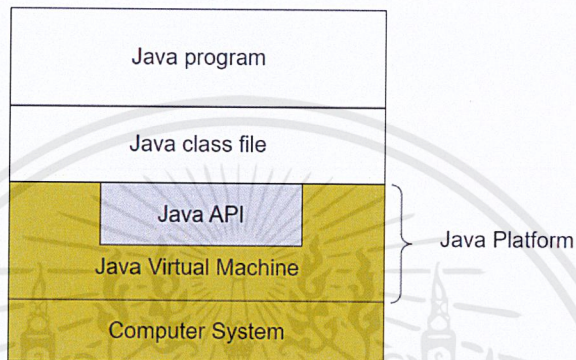 Java program
Java class file
Java API
Java Platform
Java Virtual Machine
Computer System